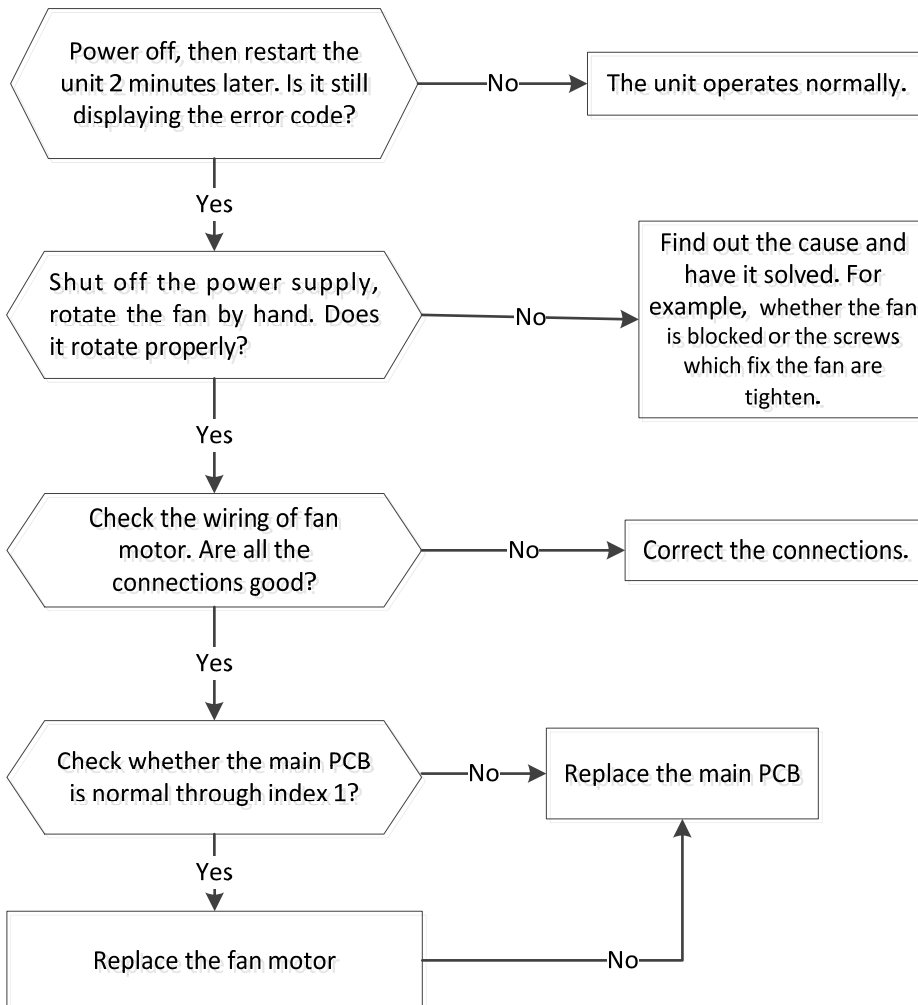 Power off, then restart the
unit 2 minutes later. Is it still
displaying the error code?
No
The unit operates normally.
Yes
Shut off the power supply,
rotate the fan by hand. Does
it rotate properly?
No
Find out the cause and
have it solved. For
example, whether the fan
is blocked or the screws
which fix the fan are
tighten.
Yes
Check the wiring of fan
motor. Are all the
connections good?
No
Correct the connections.
Yes
Check whether the main PCB
is normal through index 1?
No
Replace the main PCB
Yes
Replace the fan motor
No